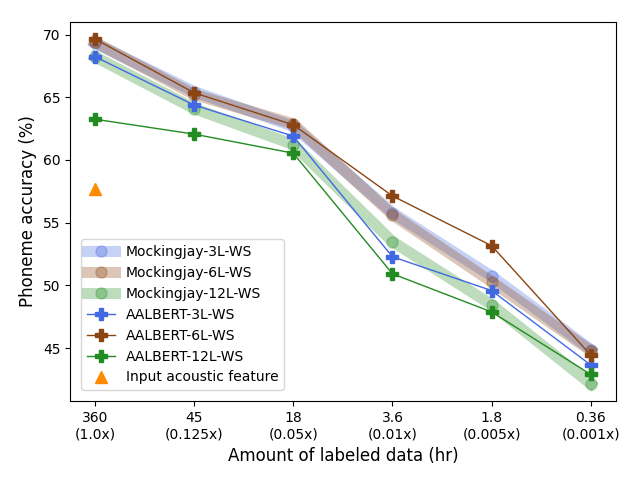 70
65
60
55
50
45
Phoneme accuracy (%)
Mockingjay-3L-WS
Mockingjay-6L-WS
Mockingjay-12L-WS
AALBERT-3L-WS
AALBERT-6L-WS
AALBERT-12L-WS
Input acoustic feature
360 45 18 3.6 1.8 0.36
(1.0x) (0.125x) (0.05x) (0.01x) (0.005x) (0.001x)
Amount of labeled data (hr)